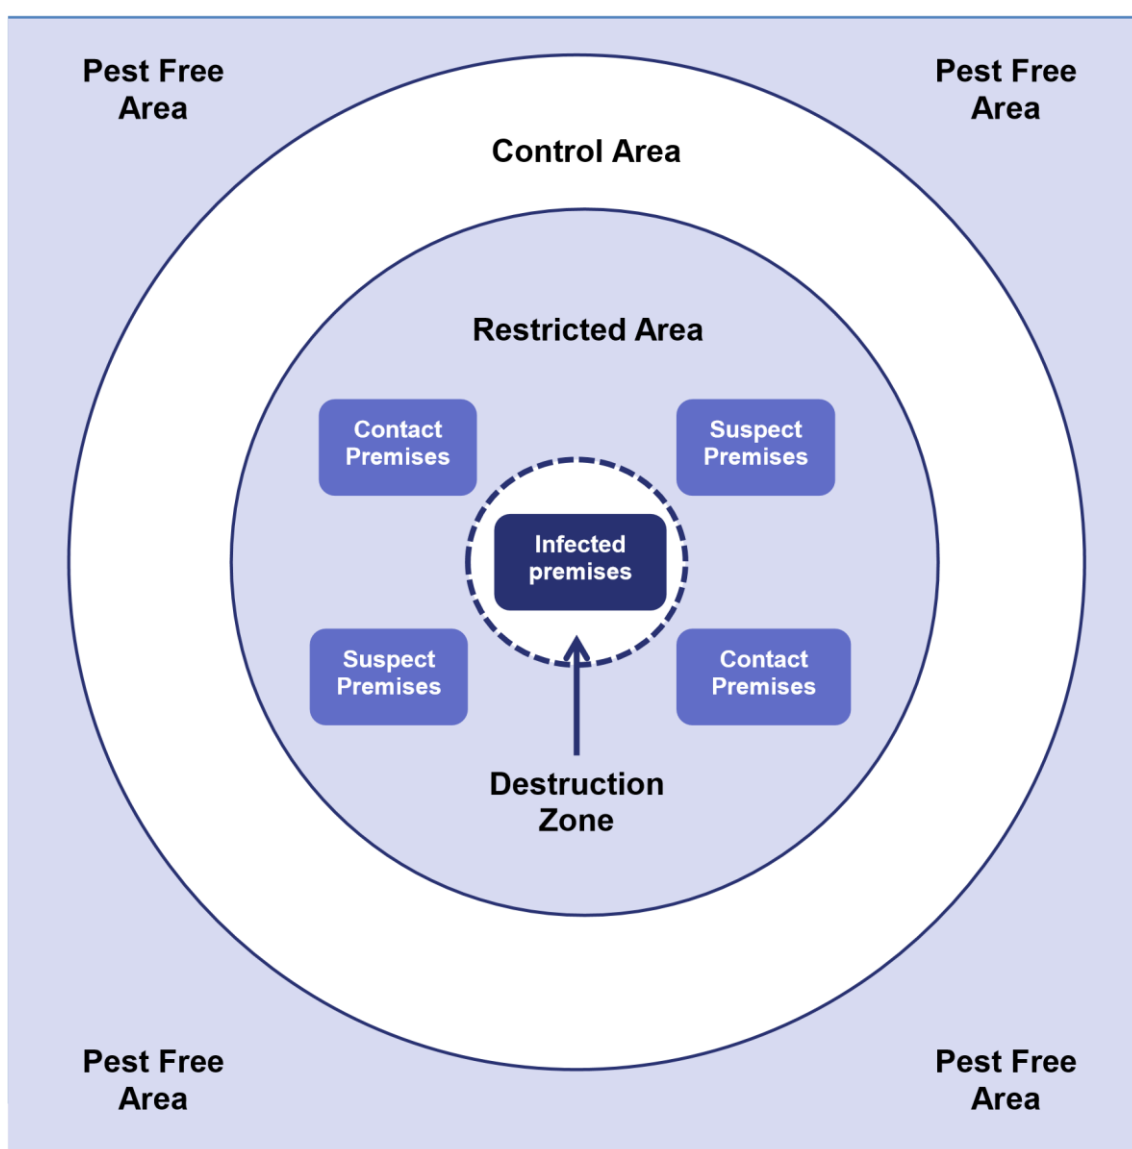 Pest Free
Area
Pest Free
Area
Control Area
Restricted Area
Contact
Premises
Suspect
Premises
Infected
premises
Suspect
Premises
Contact
Premises
Destruction
Zone
Pest Free
Area
Pest Free
Area